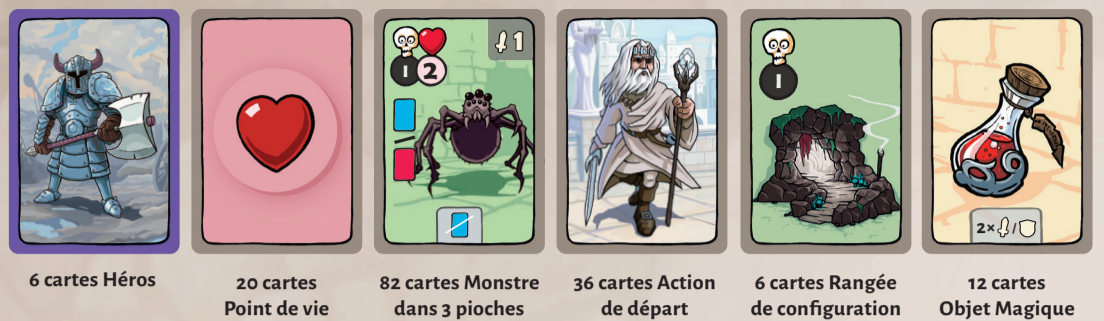 1
1 2
1
2× /
6 cartes Héros
20 cartes
Point de vie
82 cartes Monstre
dans 3 pioches
36 cartes Action
de départ
6 cartes Rangée
de configuration
12 cartes
Objet Magique